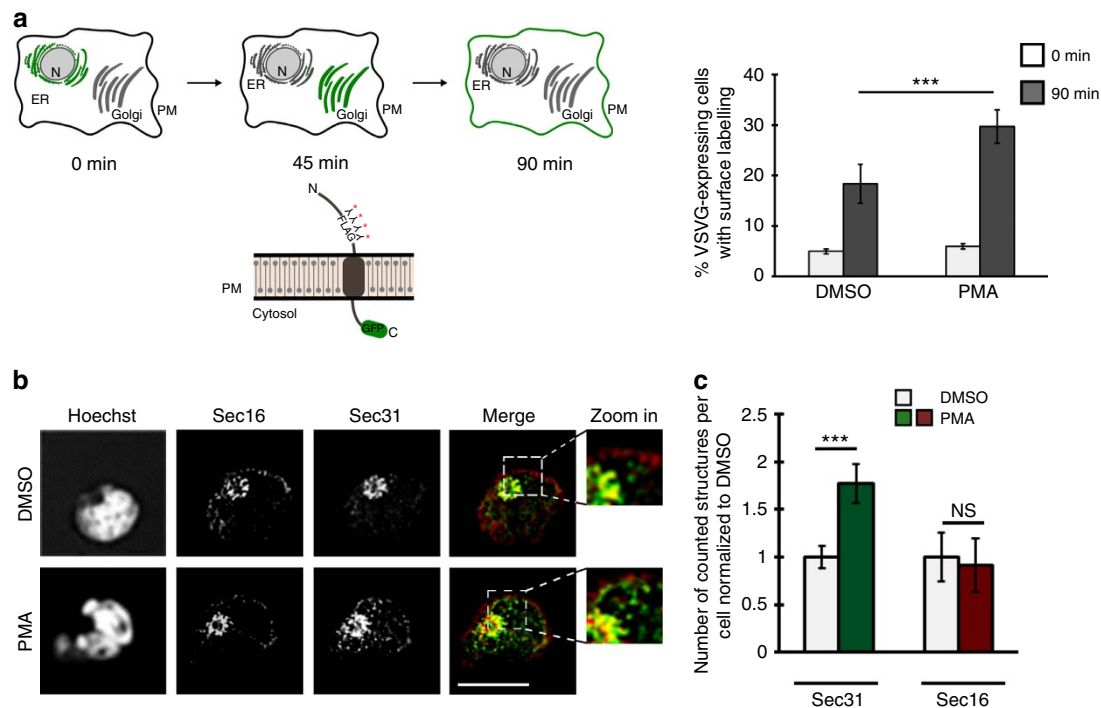 a
N
ER
Golgi
PM
0 min
N
ER
Golgi
PM
45 min
N
ER
Golgi
PM
90 min
N
YYYY
FLAG
PM
Cytosol
GFP
C
% VSVG-expressing cells
with surface labelling
40
30
20
10
0
***
0 min
90 min
DMSO
PMA
b
Hoechst
Sec16
Sec31
Merge
Zoom in
DMSO
PMA
c
Number of counted structures per
cell normalized to DMSO
2.5
2
1.5
1
0.5
0
DMSO
PMA
***
NS
Sec31
Sec16